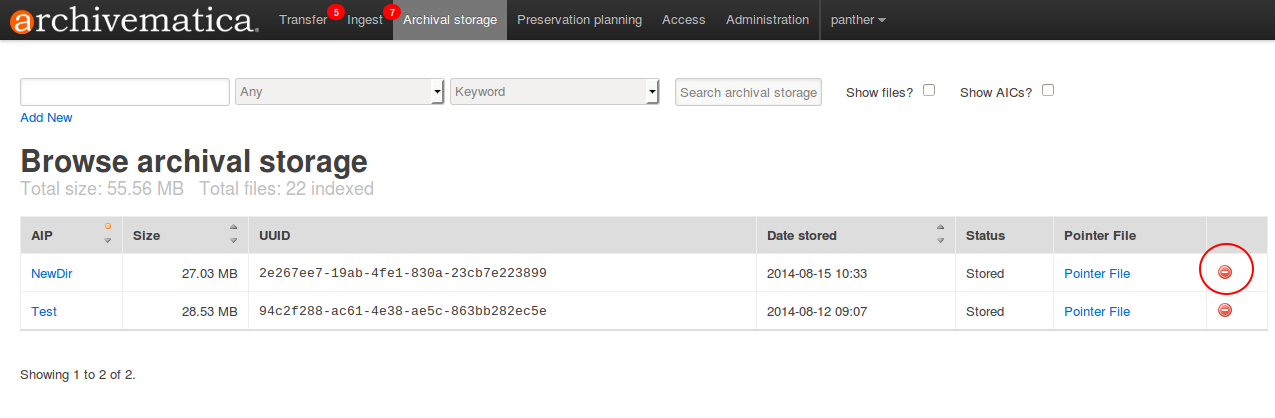 archivematica. Transfer 5 Ingest 7 Archival storage Preservation planning Access Administration panther
Any Keyword Search archival storage Show files? Show AICs?
Add New
Browse archival storage
Total size: 55.56 MB Total files: 22 indexed
AIP Size UUID Date stored Status Pointer File
NewDir 27.03 MB 2e267ee7-19ab-4fe1-830a-23cb7e223899 2014-08-15 10:33 Stored Pointer File
Test 28.53 MB 94c2f288-ac61-4e38-ae5c-863bb282ec5e 2014-08-12 09:07 Stored Pointer File
Showing 1 to 2 of 2.